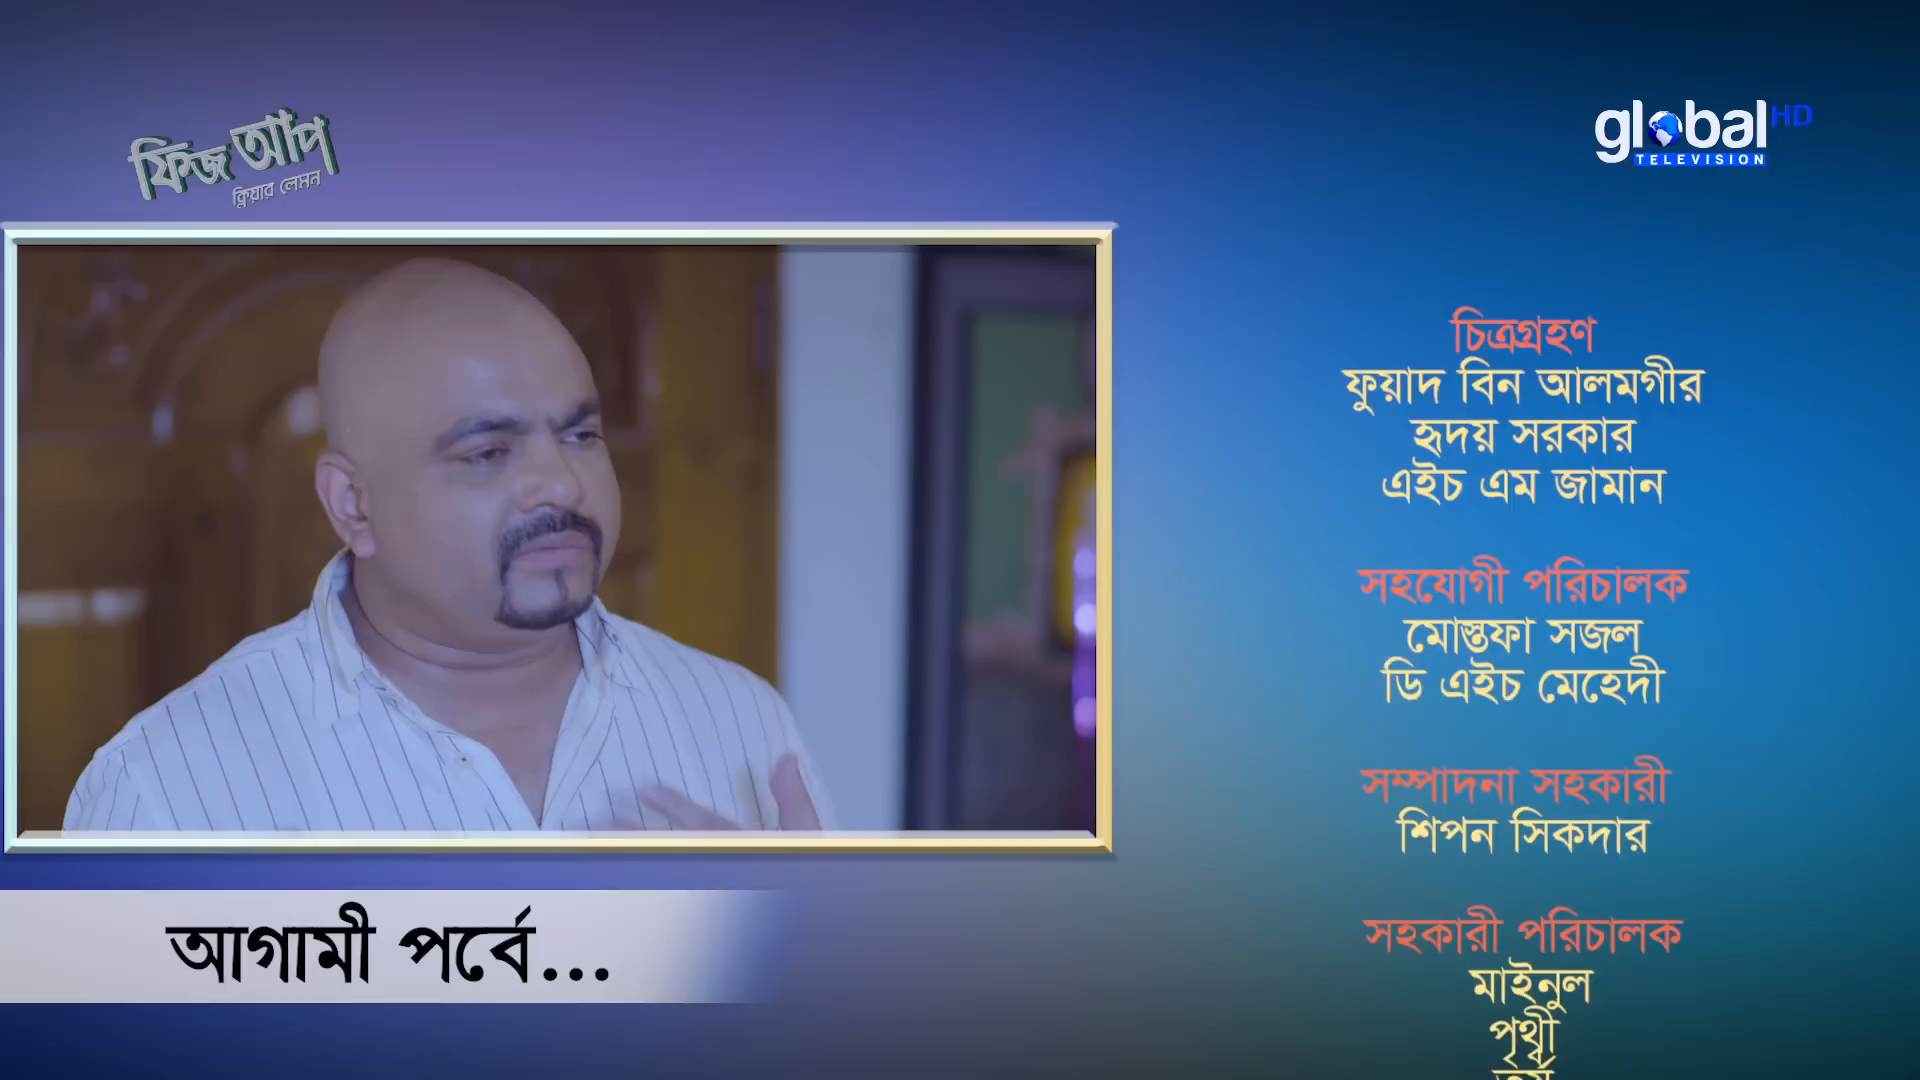 ফিজ আপ
ক্লিয়ার লেমন
global HD
TELEVISION
চিত্রগ্রহণ
ফুয়াদ বিন আলমগীর
হৃদয় সরকার
এইচ এম জামান
সহযোগী পরিচালক
মোস্তফা সজল
ডি এইচ মেহেদী
সম্পাদনা সহকারী
শিপন সিকদার
সহকারী পরিচালক
মাইনুল
পৃথ্বী
আগামী পর্বে...